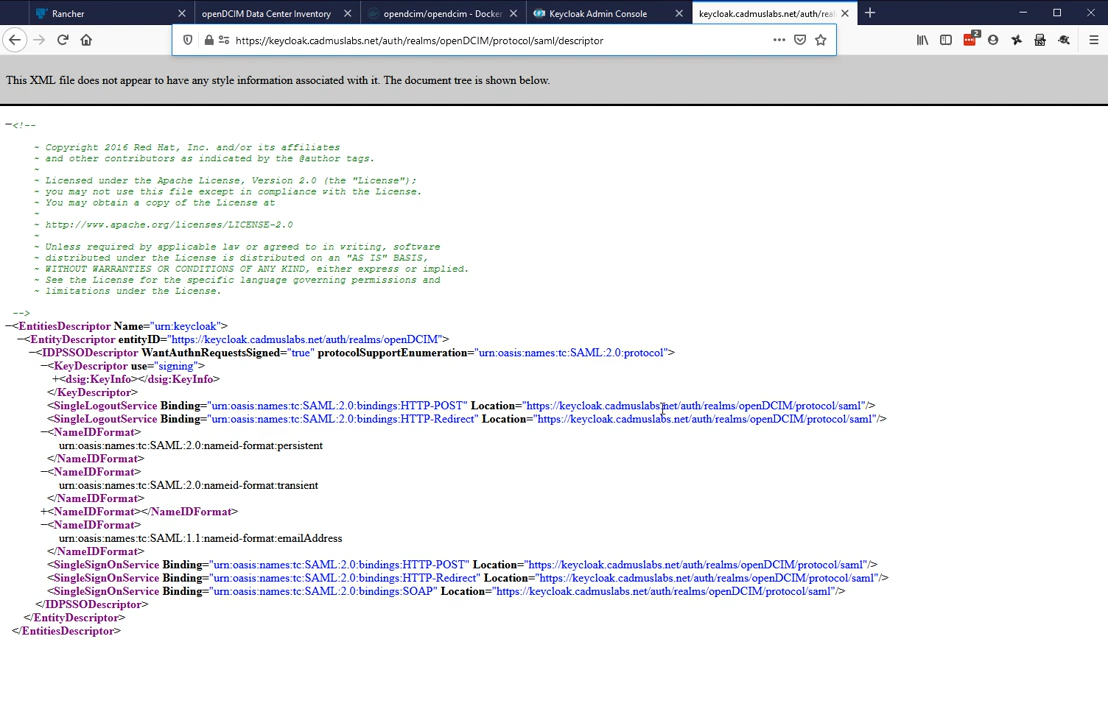 Rancher
openDCIM Data Center Inventory
opendcim/opendcim - Docker
Keycloak Admin Console
keycloak.cadmuslabs.net/auth/real
https://keycloak.cadmuslabs.net/auth/realms/openDCIM/protocol/saml/descriptor
2
This XML file does not appear to have any style information associated with it. The document tree is shown below.
−<!--
~ Copyright 2016 Red Hat, Inc. and/or its affiliates
~ and other contributors as indicated by the @author tags.
~
~ Licensed under the Apache License, Version 2.0 (the "License");
~ you may not use this file except in compliance with the License.
~ You may obtain a copy of the License at
~
~ http://www.apache.org/licenses/LICENSE-2.0
~
~ Unless required by applicable law or agreed to in writing, software
~ distributed under the License is distributed on an "AS IS" BASIS,
~ WITHOUT WARRANTIES OR CONDITIONS OF ANY KIND, either express or implied.
~ See the License for the specific language governing permissions and
~ limitations under the License.
-->
−<EntitiesDescriptor Name="urn:keycloak">
−<EntityDescriptor entityID="https://keycloak.cadmuslabs.net/auth/realms/openDCIM">
−<IDPSSODescriptor WantAuthnRequestsSigned="true" protocolSupportEnumeration="urn:oasis:names:tc:SAML:2.0:protocol">
−<KeyDescriptor use="signing">
+<dsig:KeyInfo></dsig:KeyInfo>
</KeyDescriptor>
<SingleLogoutService Binding="urn:oasis:names:tc:SAML:2.0:bindings:HTTP-POST" Location="https://keycloak.cadmuslabs.net/auth/realms/openDCIM/protocol/saml"/>
<SingleLogoutService Binding="urn:oasis:names:tc:SAML:2.0:bindings:HTTP-Redirect" Location="https://keycloak.cadmuslabs.net/auth/realms/openDCIM/protocol/saml"/>
−<NameIDFormat>
urn:oasis:names:tc:SAML:2.0:nameid-format:persistent
</NameIDFormat>
−<NameIDFormat>
urn:oasis:names:tc:SAML:2.0:nameid-format:transient
</NameIDFormat>
+<NameIDFormat></NameIDFormat>
−<NameIDFormat>
urn:oasis:names:tc:SAML:1.1:nameid-format:emailAddress
</NameIDFormat>
<SingleSignOnService Binding="urn:oasis:names:tc:SAML:2.0:bindings:HTTP-POST" Location="https://keycloak.cadmuslabs.net/auth/realms/openDCIM/protocol/saml"/>
<SingleSignOnService Binding="urn:oasis:names:tc:SAML:2.0:bindings:HTTP-Redirect" Location="https://keycloak.cadmuslabs.net/auth/realms/openDCIM/protocol/saml"/>
<SingleSignOnService Binding="urn:oasis:names:tc:SAML:2.0:bindings:SOAP" Location="https://keycloak.cadmuslabs.net/auth/realms/openDCIM/protocol/saml"/>
</IDPSSODescriptor>
</EntityDescriptor>
</EntitiesDescriptor>